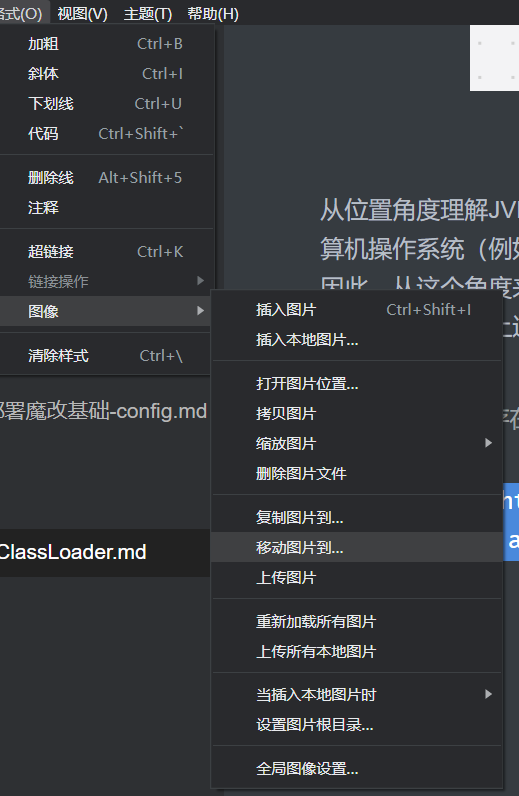 格式(O) 视图(V) 主题(T) 帮助(H)
加粗 Ctrl+B
斜体 Ctrl+I
下划线 Ctrl+U
代码 Ctrl+Shift+`
删除线 Alt+Shift+5
注释
超链接 Ctrl+K
链接操作
图像
清除样式 Ctrl+\
插入图片 Ctrl+Shift+I
插入本地图片...
打开图片位置...
拷贝图片
缩放图片
删除图片文件
复制图片到...
移动图片到...
上传图片
重新加载所有图片
上传所有本地图片
当插入本地图片时
设置图片根目录...
全局图像设置...
部署魔改基础-config.md
ClassLoader.md
从位置角度理解JV
算机操作系统（例如
因此，从这个角度来
存在
ht
a